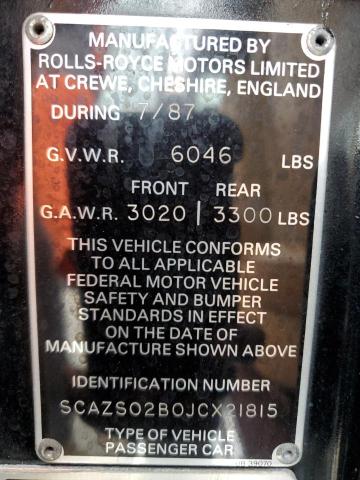 MANUFACTURED BY
ROLLS-ROYCE MOTORS LIMITED
AT CREWE, CHESHIRE, ENGLAND
DURING 7/87
G.V.W.R. 6046 LBS
FRONT REAR
G.A.W.R. 3020 | 3300 LBS
THIS VEHICLE CONFORMS
TO ALL APPLICABLE
FEDERAL MOTOR VEHICLE
SAFETY AND BUMPER
STANDARDS IN EFFECT
ON THE DATE OF
MANUFACTURE SHOWN ABOVE
IDENTIFICATION NUMBER
SCAZS02B0JCX21815
TYPE OF VEHICLE
PASSENGER CAR
UB 39070